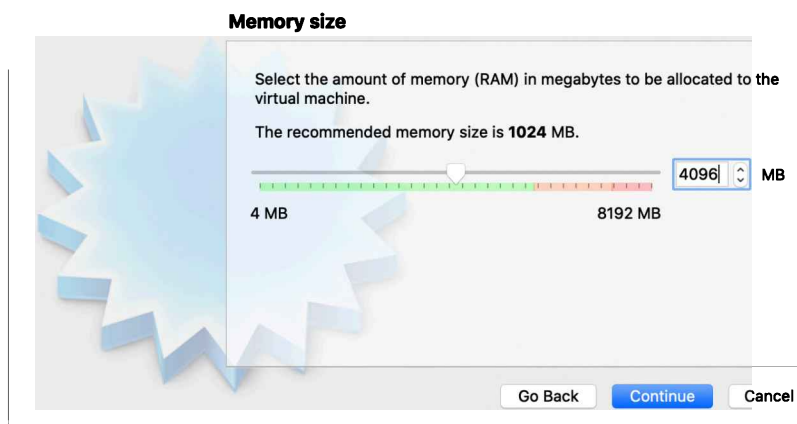 Memory size
Select the amount of memory (RAM) in megabytes to be allocated to the
virtual machine.
The recommended memory size is 1024 MB.
4096 MB
4 MB 8192 MB
Go Back Continue Cancel